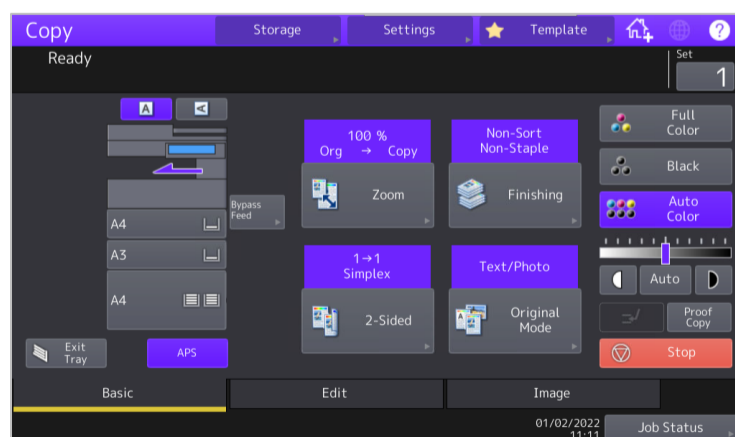 Copy
Storage
Settings
Template
?
Ready
Set
1
A
A
100 %
Org → Copy
Zoom
Non-Sort
Non-Staple
Finishing
Full
Color
Black
Auto
Color
Bypass
Feed
A4
A3
A4
1→1
Simplex
2-Sided
Text/Photo
Original
Mode
Auto
Proof
Copy
Exit
Tray
APS
Stop
Basic
Edit
Image
01/02/2022
11:11
Job Status